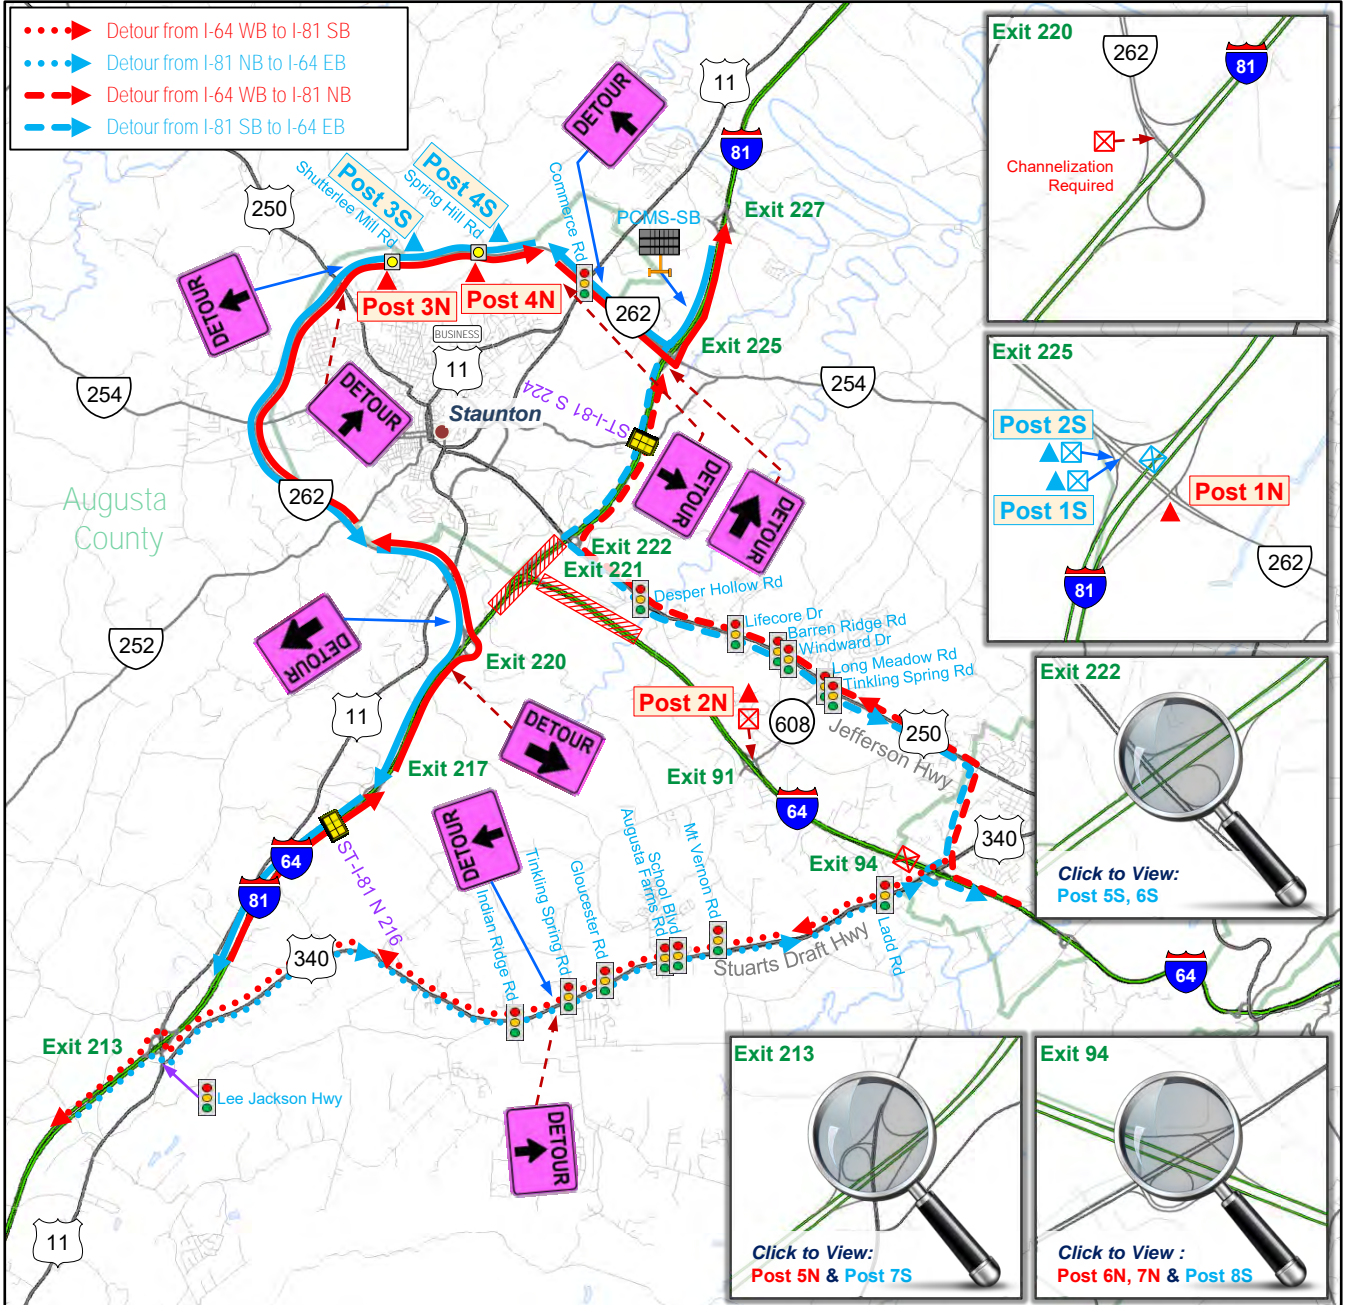 Detour from I-64 WB to I-81 SB
Detour from I-81 NB to I-64 EB
Detour from I-64 WB to I-81 NB
Detour from I-81 SB to I-64 EB
Exit 220
262
81
Channelization
Required
11
81
DETOUR
250
Post 3S
Shutterlee Mill Rd
Post 4S
Spring Hill Rd
Commerce Rd
PCMS-SB
Exit 227
DETOUR
Post 3N
Post 4N
262
BUSINESS
11
Exit 225
254
254
DETOUR
Staunton
ST-I-81 S 224
Exit 225
Post 2S
Post 1S
Post 1N
262
81
DETOUR
DETOUR
Augusta
County
262
Exit 222
Exit 221
Desper Hollow Rd
Lifecore Dr
Barren Ridge Rd
Windward Dr
Long Meadow Rd
Tinkling Spring Rd
252
DETOUR
Exit 220
11
DETOUR
Post 2N
608
Jefferson Hwy
250
Exit 91
Exit 217
64
64
81
ST-I-81 N 216
DETOUR
Exit 94
340
Exit 222
Click to View:
Post 5S, 6S
Indian Ridge Rd
Tinkling Spring Rd
Gloucester Rd
Augusta Farms Rd
School Blvd
Mt Vernon Rd
Stuarts Draft Hwy
Ladd Rd
64
340
Exit 213
Lee Jackson Hwy
DETOUR
11
Exit 213
Click to View:
Post 5N & Post 7S
Exit 94
Click to View :
Post 6N, 7N & Post 8S